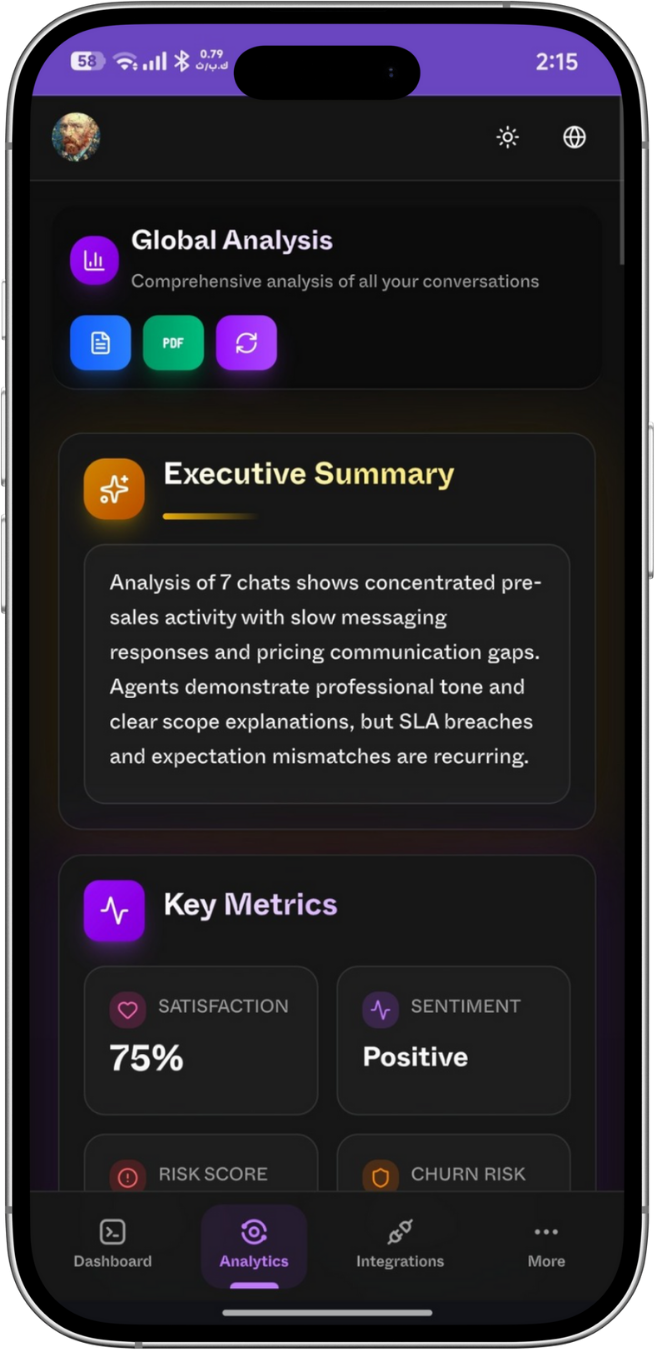 58
0.79
ك.ب/ث
2:15
Global Analysis
Comprehensive analysis of all your conversations
PDF
Executive Summary
Analysis of 7 chats shows concentrated pre-
sales activity with slow messaging
responses and pricing communication gaps.
Agents demonstrate professional tone and
clear scope explanations, but SLA breaches
and expectation mismatches are recurring.
Key Metrics
SATISFACTION
75%
SENTIMENT
Positive
RISK SCORE
CHURN RISK
Dashboard
Analytics
Integrations
More